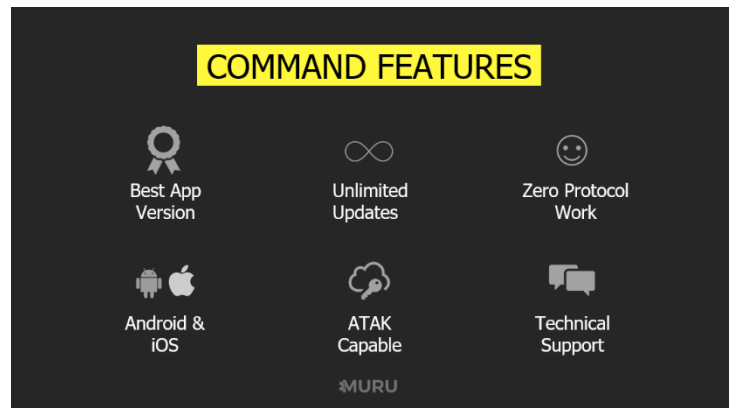 COMMAND FEATURES
Best App
Version
Unlimited
Updates
Zero Protocol
Work
Android &
iOS
ATAK
Capable
Technical
Support
MURU